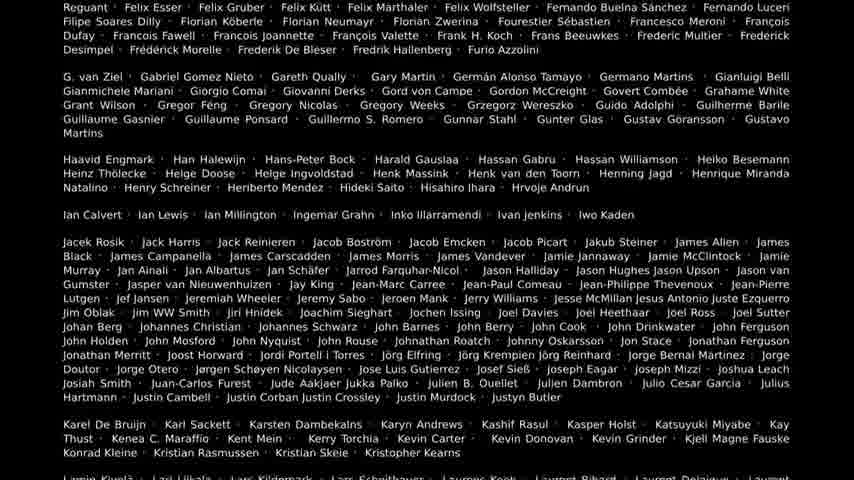 Reguant · Felix Esser · Felix Gruber · Felix Kütt · Felix Marthaler · Felix Wolfsteller · Fernando Buelna Sánchez · Fernando Luceri
Filipe Soares Dilly · Florian Köberle · Florian Neumayr · Florian Zwerina · Fourestier Sébastien · Francesco Meroni · François
Dufay · Francois Fawell · Francois Joannette · François Valette · Frank H. Koch · Frans Beeuwkes · Frederic Multier · Frederick
Desimpel · Frédérick Morelle · Frederik De Bleser · Fredrik Hallenberg · Furio Azzolini
G. van Ziel · Gabriel Gomez Nieto · Gareth Qually · Gary Martin · Germán Alonso Tamayo · Germano Martins · Gianluigi Belli
Gianmichele Mariani · Giorgio Comai · Giovanni Derks · Gord von Campe · Gordon McCreight · Govert Combée · Grahame White
Grant Wilson · Gregor Féng · Gregory Nicolas · Gregory Weeks · Grzegorz Wereszko · Guido Adolphi · Guilherme Barile
Guillaume Gasnier · Guillaume Ponsard · Guillermo S. Romero · Gunnar Stahl · Gunter Glas · Gustav Göransson · Gustavo
Martins
Haavid Engmark · Han Halewijn · Hans-Peter Bock · Harald Gauslaa · Hassan Gabru · Hassan Williamson · Heiko Besemann
Heinz Thölecke · Helge Doose · Helge Ingvoldstad · Henk Massink · Henk van den Toorn · Henning Jagd · Henrique Miranda
Natalino · Henry Schreiner · Heriberto Mendez · Hideki Saito · Hisahiro Ihara · Hrvoje Andrun
Ian Calvert · Ian Lewis · Ian Millington · Ingemar Grahn · Inko Illarramendi · Ivan jenkins · Iwo Kaden
Jacek Rosik · Jack Harris · Jack Reinieren · Jacob Boström · Jacob Emcken · Jacob Picart · Jakub Steiner · James Allen · James
Black · James Campanella · James Carscadden · James Morris · James Vandever · Jamie Jannaway · Jamie McClintock · Jamie
Murray · Jan Ainali · Jan Albartus · Jan Schäfer · Jarrod Farquhar-Nicol · Jason Halliday · Jason Hughes Jason Upson · Jason van
Gumster · Jasper van Nieuwenhuizen · Jay King · Jean-Marc Carree · Jean-Paul Comeau · Jean-Philippe Thevenoux · Jean-Pierre
Lutgen · Jef Jansen · Jeremiah Wheeler · Jeremy Sabo · Jeroen Mank · Jerry Williams · Jesse McMillan Jesus Antonio Juste Ezquerro
Jim Oblak · Jim WW Smith · Jiri Hnídek · Joachim Sieghart · Jochen Issing · Joel Davies · Joel Heethaar · Joel Ross · Joel Sutter
Johan Berg · Johannes Christian · Johannes Schwarz · John Barnes · John Berry · John Cook · John Drinkwater · John Ferguson
John Holden · John Mosford · John Nyquist · John Rouse · Johnathan Roatch · Johnny Oskarsson · Jon Stace · Jonathan Ferguson
Jonathan Merritt · Joost Horward · Jordi Portell i Torres · Jörg Elfring · Jörg Krempien Jörg Reinhard · Jorge Bernal Martinez · Jorge
Doutor · Jorge Otero · Jørgen Schøyen Nicolaysen · Jose Luis Gutierrez · Josef Sieß · Joseph Eagar · Joseph Mizzi · Joshua Leach
Josiah Smith · Juan-Carlos Furest · Jude Aakjaer Jukka Palko · Julien B. Ouellet · Julien Dambron · Julio Cesar Garcia · Julius
Hartmann · Justin Cambell · Justin Corban Justin Crossley · Justin Murdock · Justyn Butler
Karel De Bruijn · Karl Sackett · Karsten Dambekalns · Karyn Andrews · Kashif Rasul · Kasper Holst · Katsuyuki Miyabe · Kay
Thust · Kenea C. Maraffio · Kent Mein · Kerry Torchia · Kevin Carter · Kevin Donovan · Kevin Grinder · Kjell Magne Fauske
Konrad Kleine · Kristian Rasmussen · Kristian Skeie · Kristopher Kearns